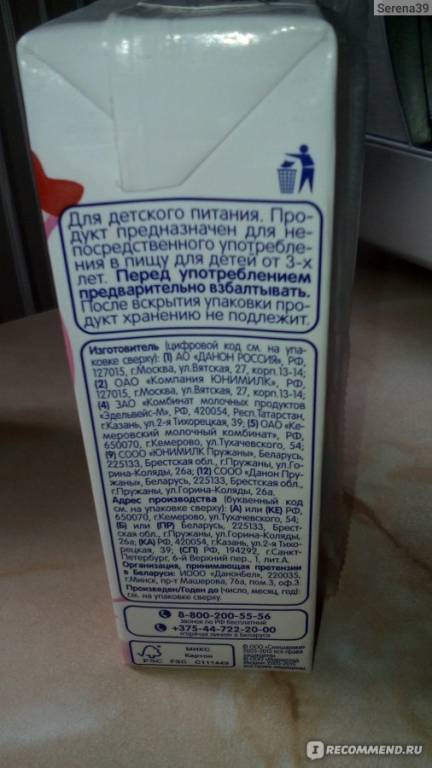 Serena39
Для детского питания. Про-
дукт предназначен для не-
посредственного употребле-
ния в пищу для детей от 3-х
лет. Перед употреблением
предварительно взбалтывать.
После вскрытия упаковки про-
дукт хранению не подлежит.
Изготовитель (цифровой код см. на упа-
ковке сверху): (1) АО «ДАНОН РОССИЯ», РФ,
127015, г.Москва, ул.Вятская, 27, корп.13-14;
(2) ОАО «Компания ЮНИМИЛК», РФ,
127015, г.Москва, ул.Вятская, 27, корп.13-14;
(4) ЗАО «Комбинат молочных продуктов
«Эдельвейс-М», РФ, 420054, Респ.Татарстан,
г.Казань, ул.2-я Тихорецкая, 39; (5) ОАО «Ке-
меровский молочный комбинат», РФ,
650070, г.Кемерово, ул.Тухачевского, 54;
(9) СООО «ЮНИМИЛК Пружаны», Беларусь,
225133, Брестская обл., г.Пружаны, ул.Го-
рина-Коляды, 26а; (12) СООО «Данон Пру-
жаны», Беларусь, 225133, Брестская обл.,
г.Пружаны, ул.Горина-Коляды, 26а.
Адрес производства (буквенный код
см. на упаковке сверху): (А) или (КЕ) РФ,
650070, г.Кемерово, ул.Тухачевского, 54;
(Б) или (ПР) Беларусь, 225133, Брест-
ская обл., г.Пружаны, ул.Горина-Коляды,
26а; (КА) РФ, 420054, г.Казань, ул.2-я Тихо-
рецкая, 39; (СП) РФ, 194292, г.Санкт-
Петербург, 6-й Верхний пер., 1, лит.А.
Организация, принимающая претензии
в Беларуси: ИООО «ДанонБел», 220035,
г.Минск, пр-т Машерова, 76а, пом.3, оф.3.
Произведен/Годен до (число, месяц, год):
см. на упаковке сверху.
8-800-200-55-56
звонок по РФ бесплатный
+375-44-722-20-00
«горячая линия» в Беларуси
FSC
МИКС
Картон
FSC C111443
IRECOMMEND.RU